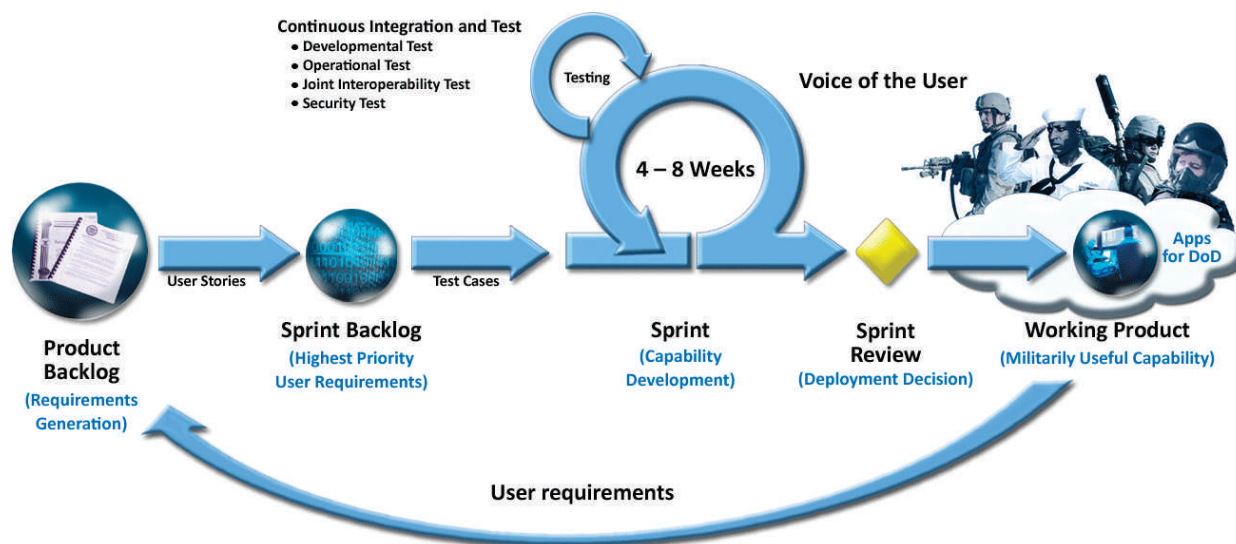 Continuous Integration and Test
• Developmental Test
• Operational Test
• Joint Interoperability Test
• Security Test
Testing
4 – 8 Weeks
Voice of the User
Apps
for DoD
User Stories
Test Cases
Product
Backlog
(Requirements
Generation)
Sprint Backlog
(Highest Priority
User Requirements)
Sprint
(Capability
Development)
Sprint
Review
(Deployment Decision)
Working Product
(Militarily Useful Capability)
User requirements